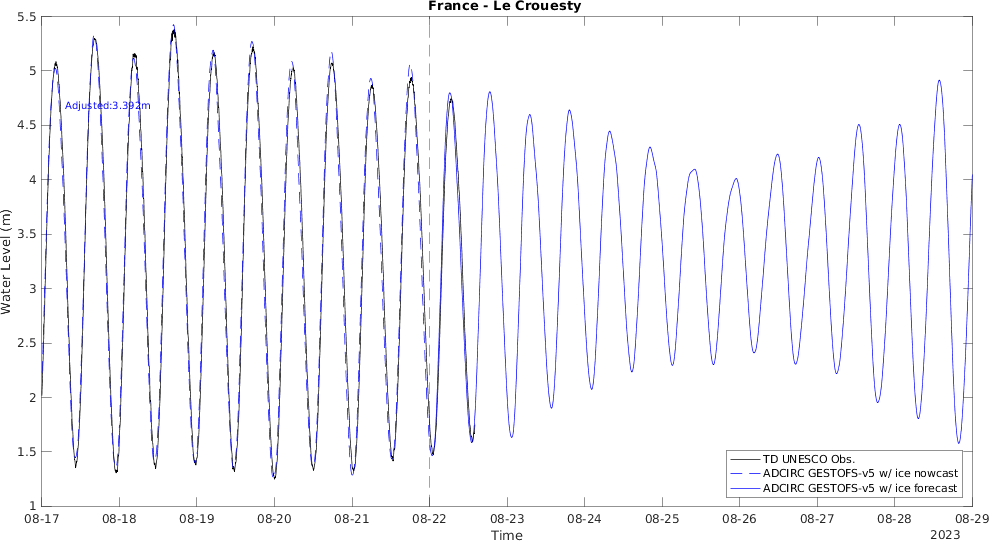 France - Le Crouesty
5.5
5
Adjusted:3.392m
4.5
4
3.5
3
2.5
2
1.5
1
Water Level (m)
TD UNESCO Obs.
ADCIRC GESTOFS-v5 w/ ice nowcast
ADCIRC GESTOFS-v5 w/ ice forecast
08-17 08-18 08-19 08-20 08-21 08-22 08-23 08-24 08-25 08-26 08-27 08-28 08-29
Time
2023